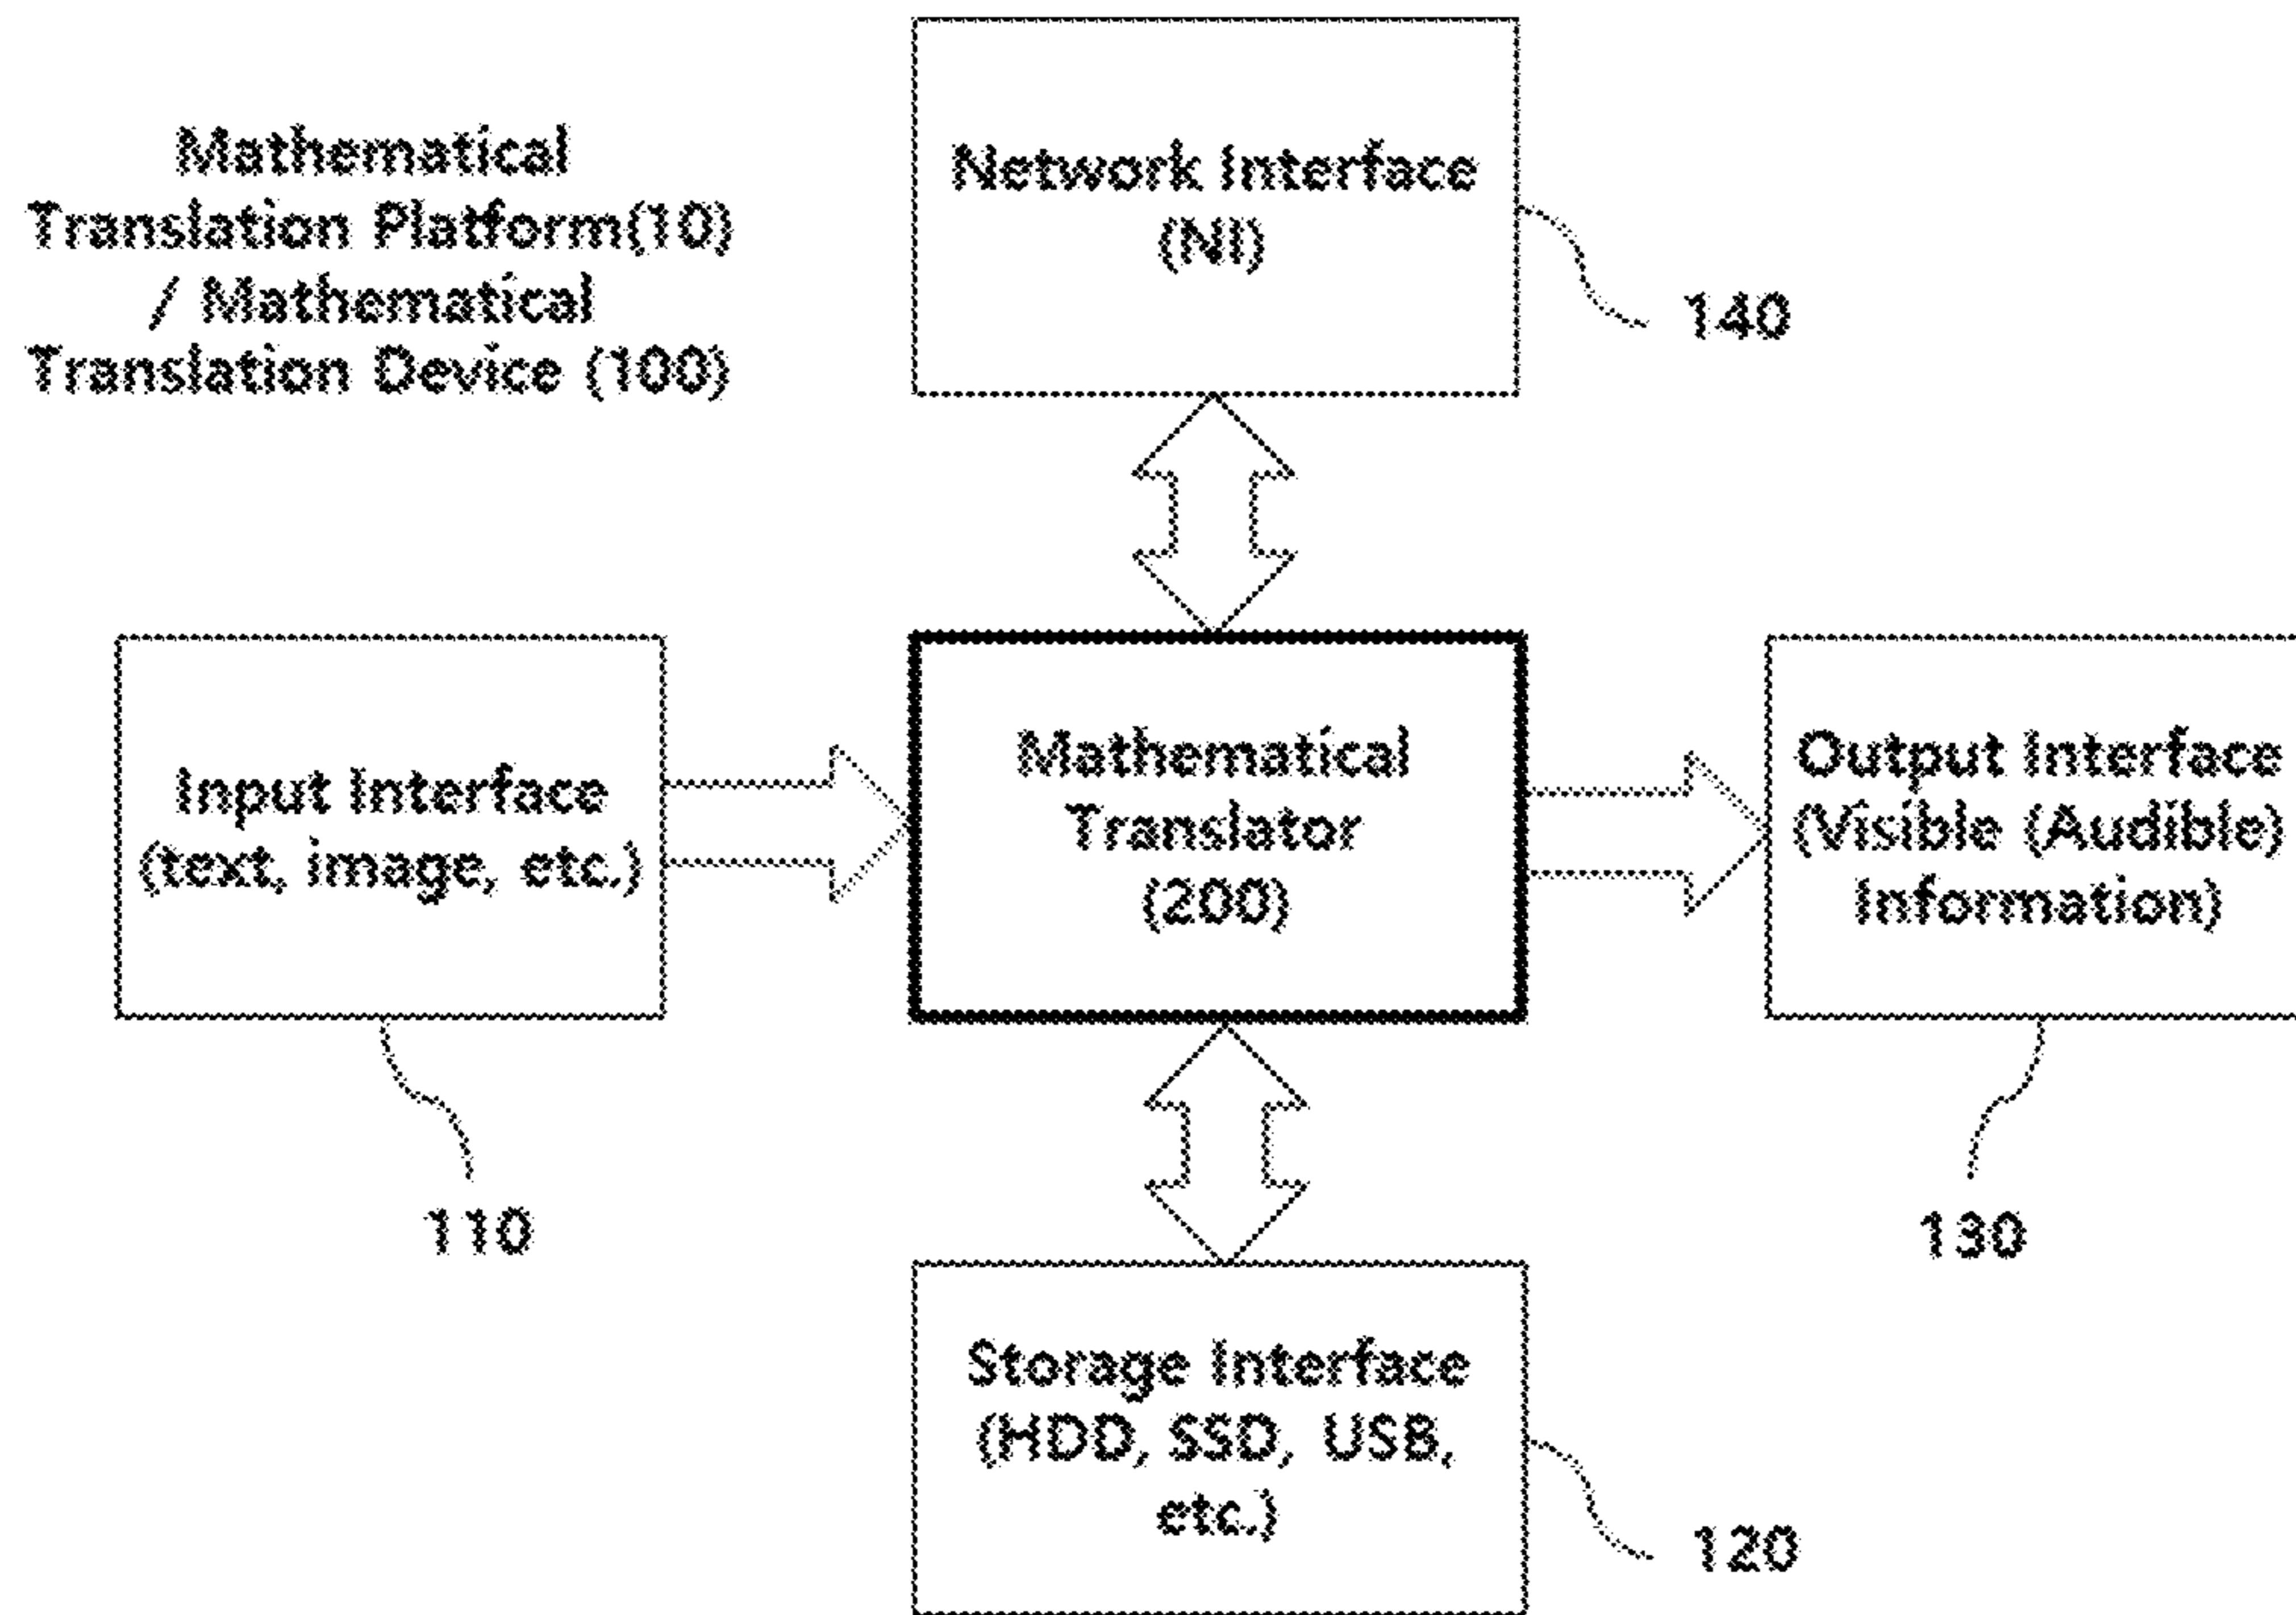 Mathematical
Translation Platform(10)
/ Mathematical
Translation Device (100)
Network Interface
(NI)
140
Input Interface
(text, image, etc.)
110
Mathematical
Translator
(200)
Output Interface
(Visible (Audible)
Information)
130
Storage Interface
(HDD, SSD, USB,
etc.)
120